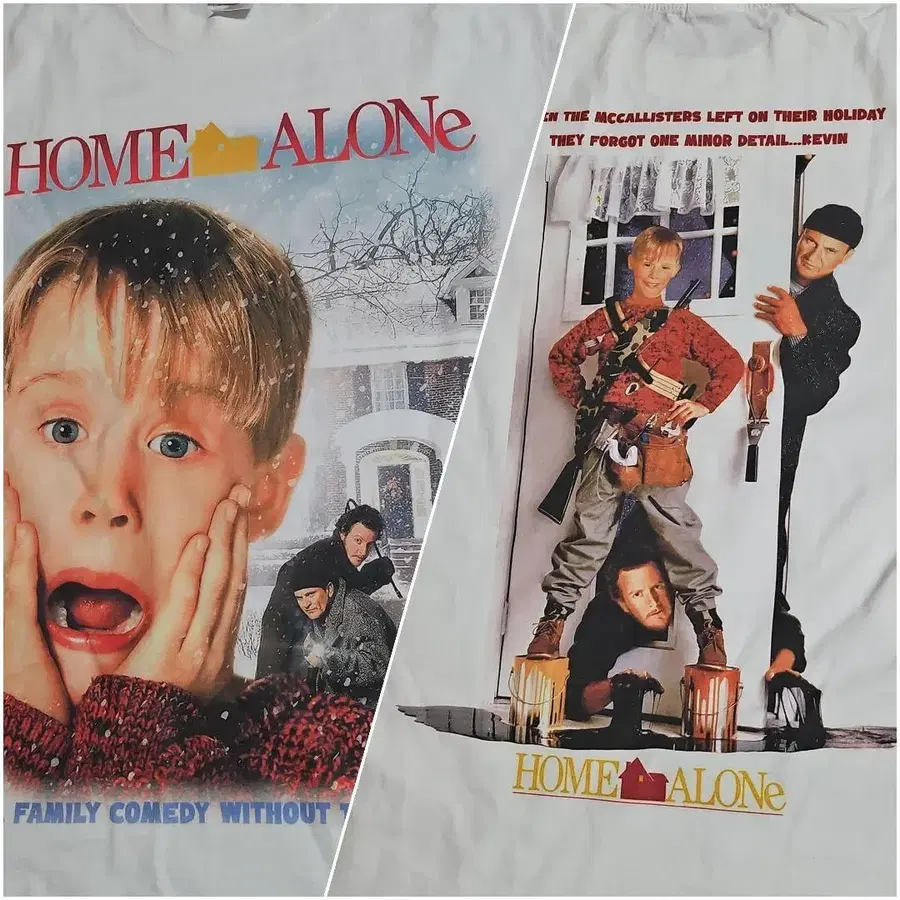 HOME ALONe
FAMILY COMEDY WITHOUT
THE MCCALLISTERS LEFT ON THEIR HOLIDAY
THEY FORGOT ONE MINOR DETAIL...KEVIN
HOME ALONe